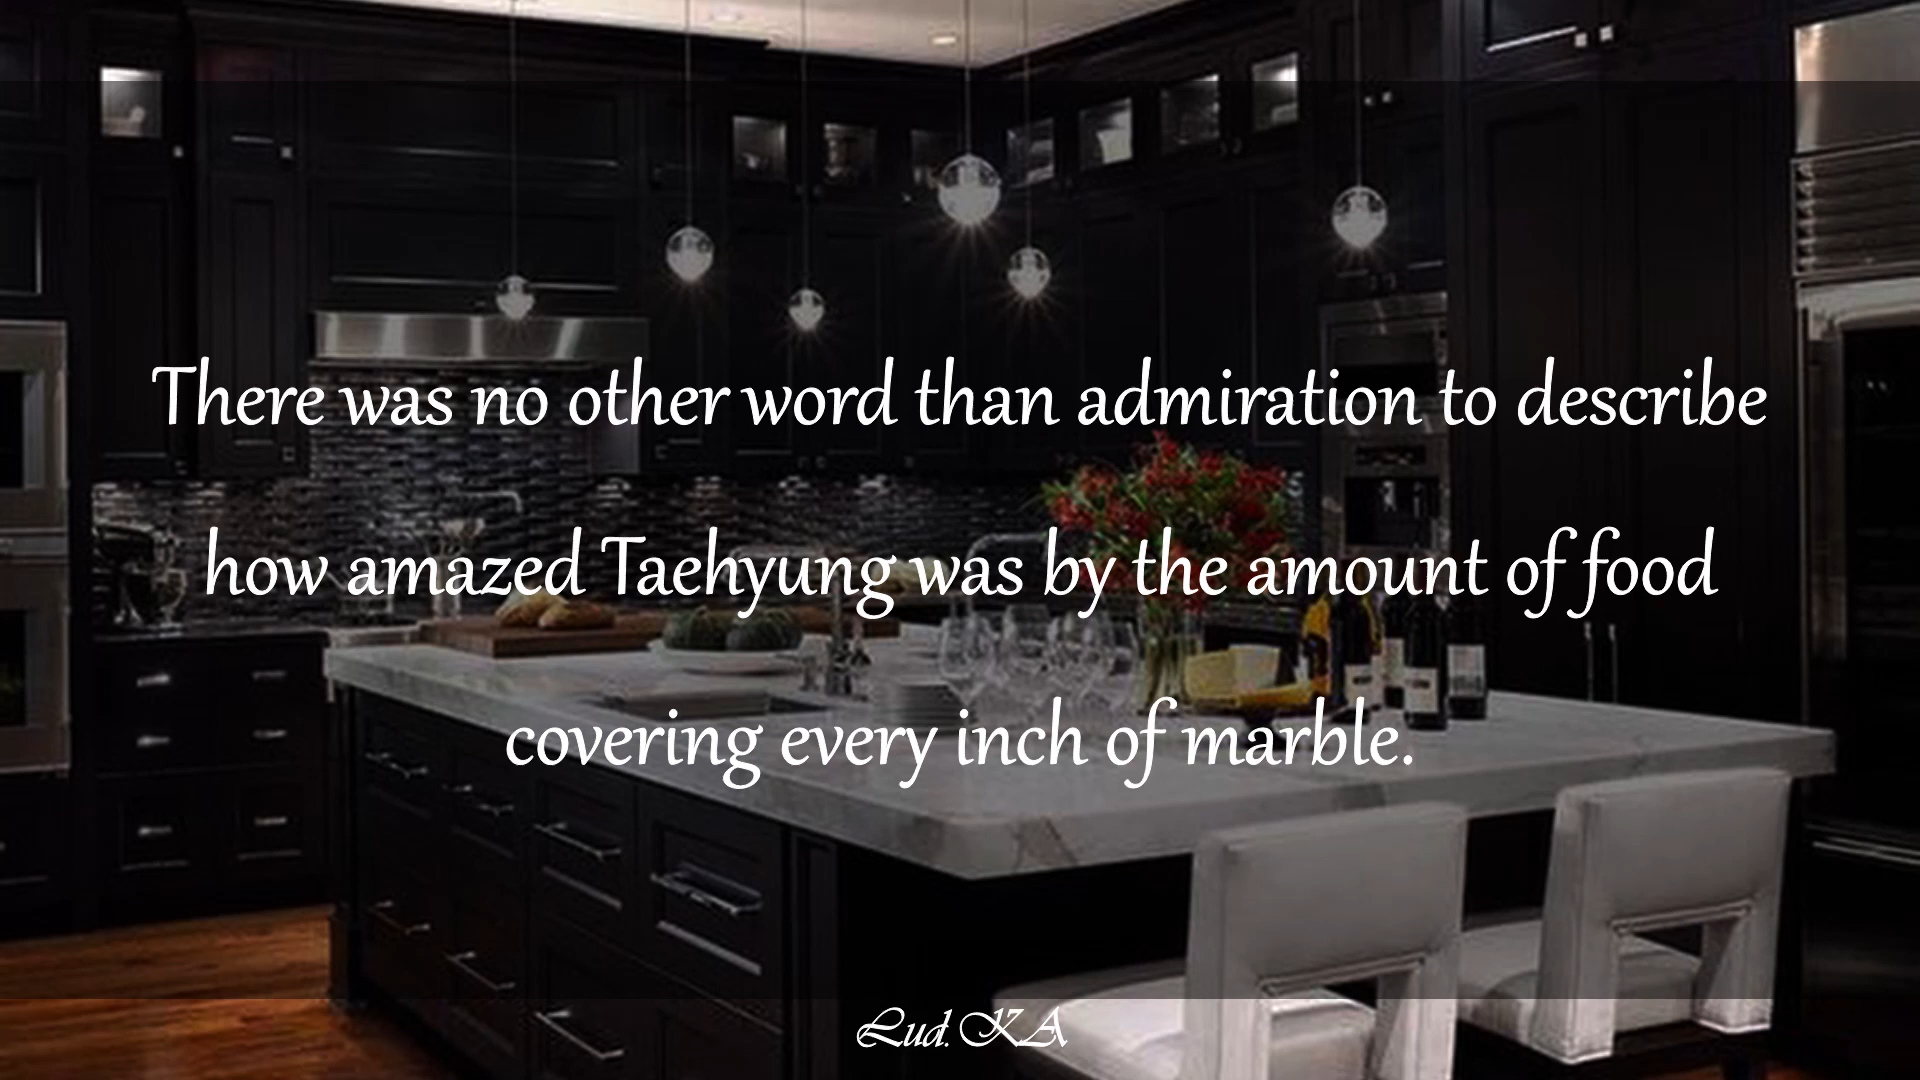 There was no other word than admiration to describe
how amazed Taehyung was by the amount of food
covering every inch of marble.
Lud. KA